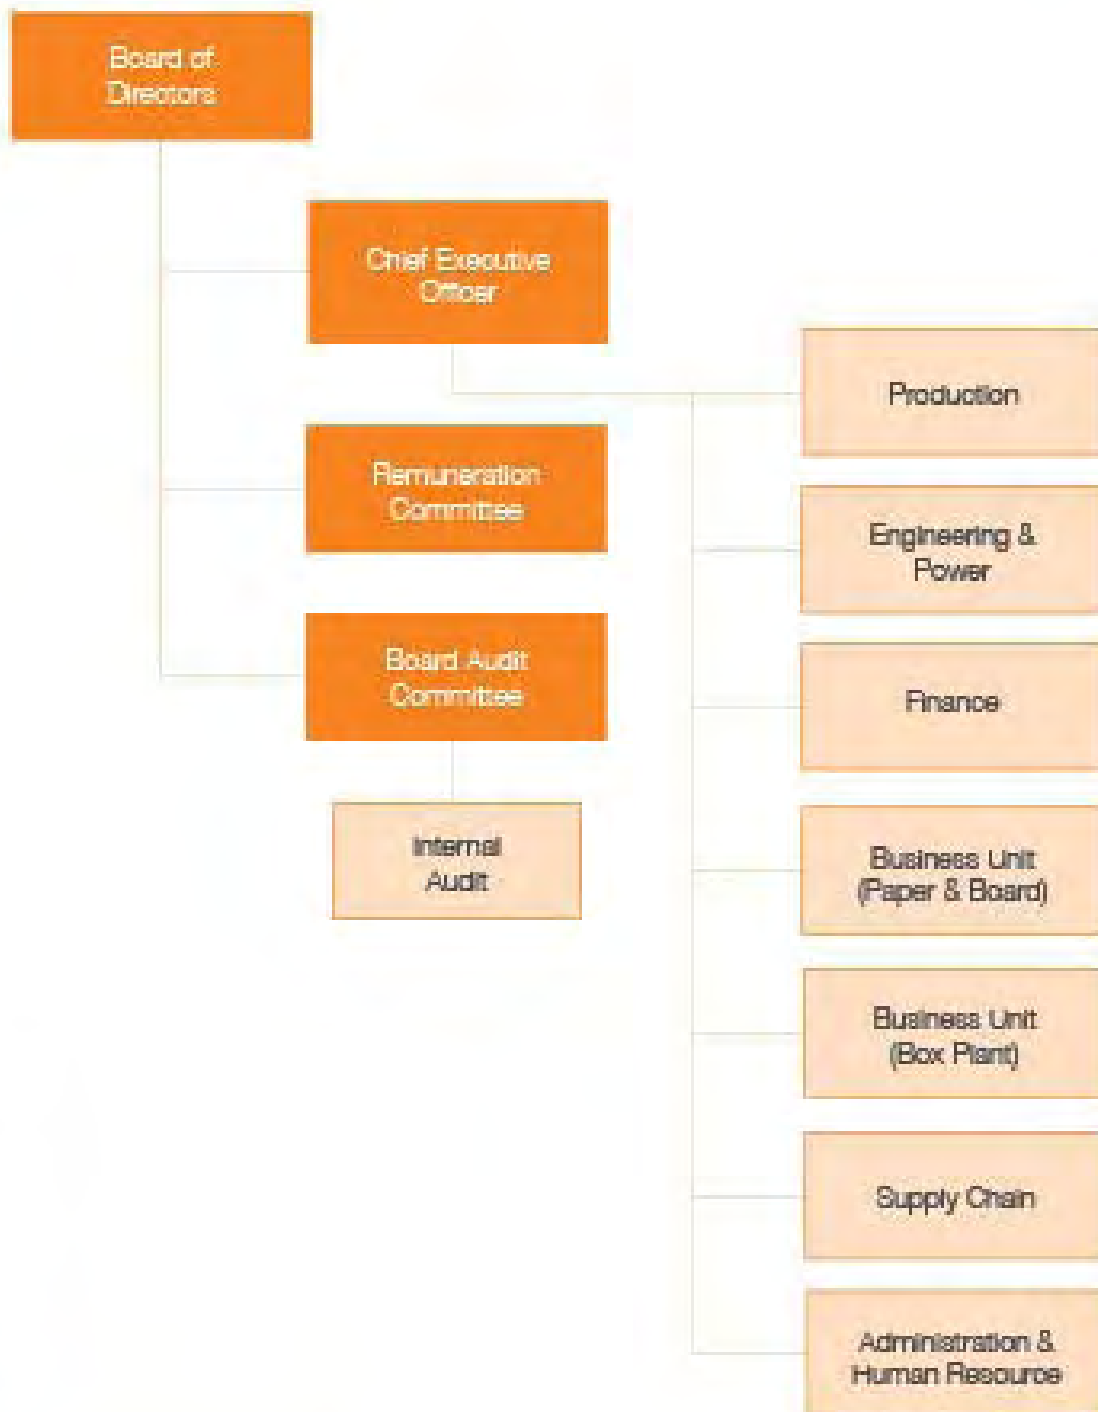 Board of
Directors
Chief Executive
Officer
Remuneration
Committee
Board Audit
Committee
Internal
Audit
Production
Engineering &
Power
Finance
Business Unit
(Paper & Board)
Business Unit
(Box Plant)
Supply Chain
Administration &
Human Resource